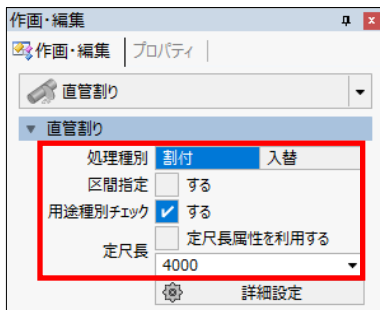 作画・編集
作画・編集 プロパティ
直管割り
直管割り
処理種別 割付 入替
区間指定 する
用途種別チェック する
定尺長 定尺長属性を利用する
4000
詳細設定